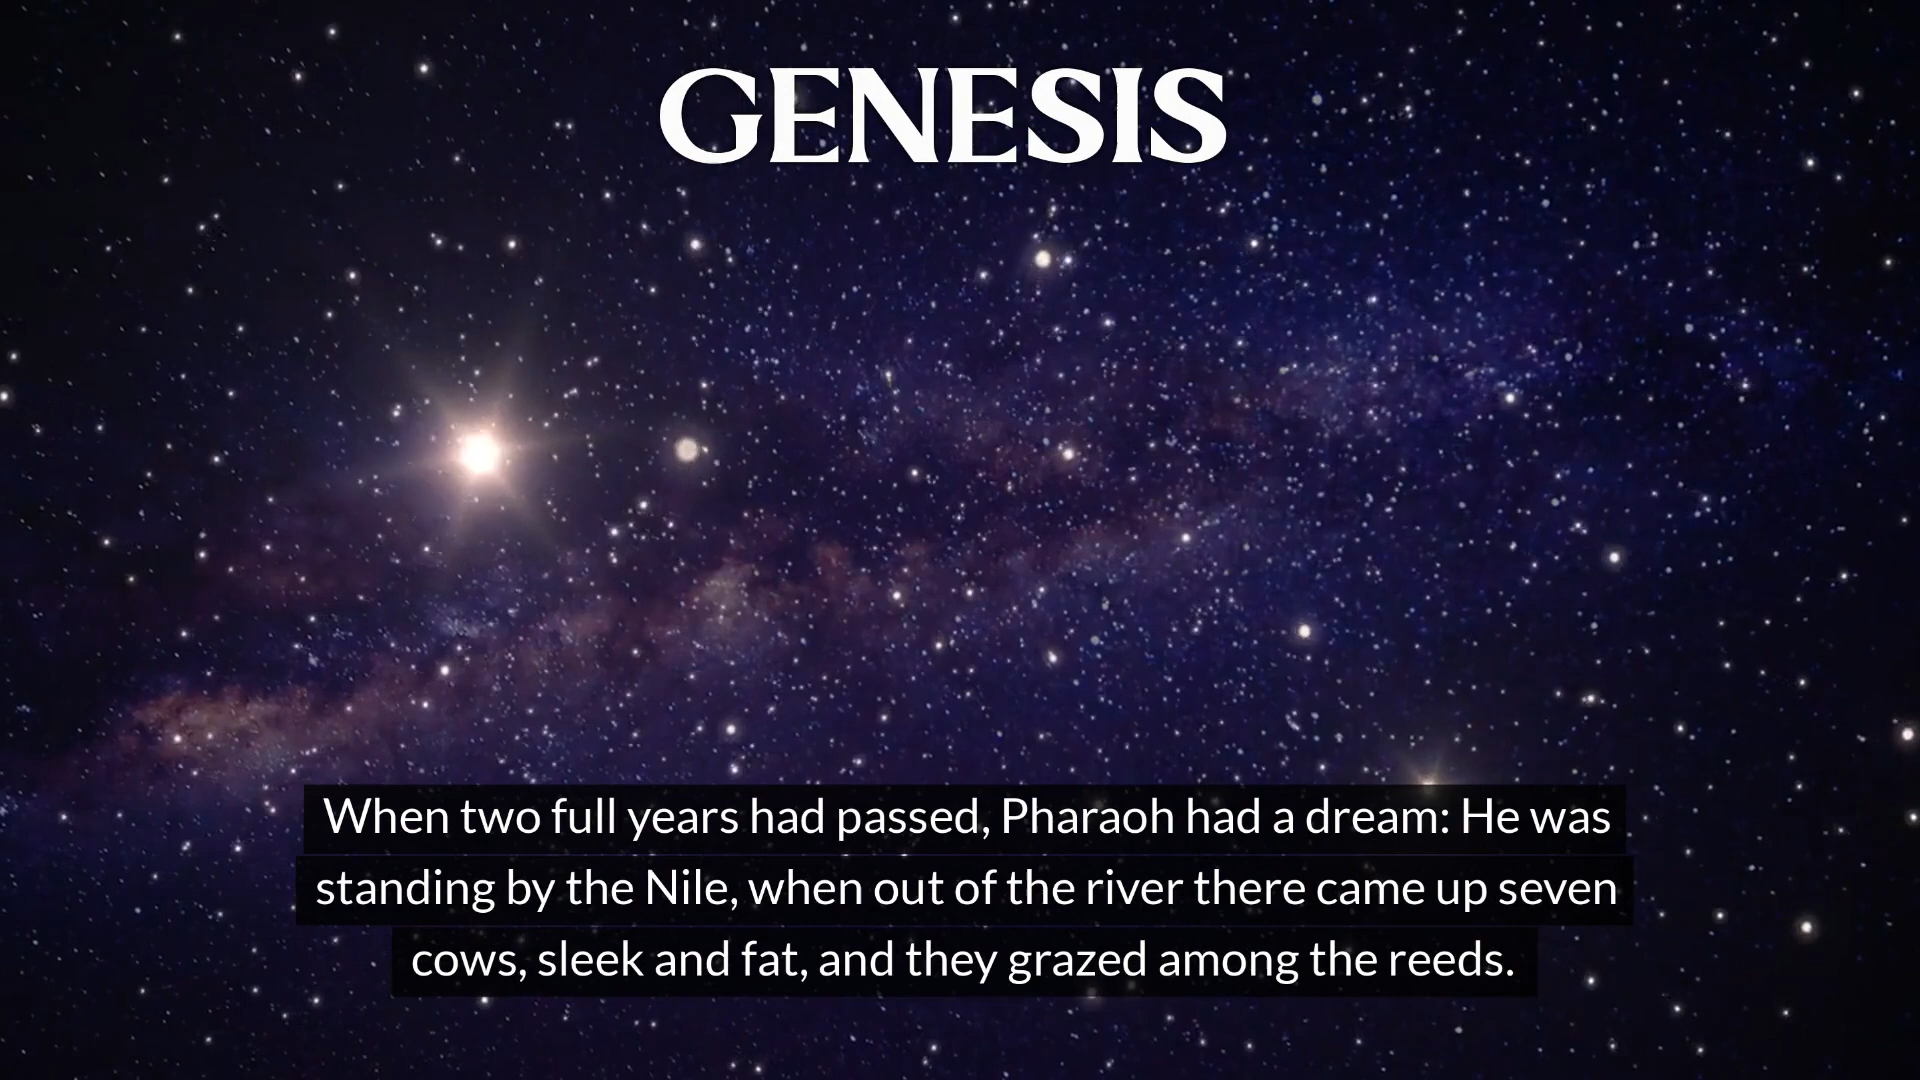 GENESIS
When two full years had passed, Pharaoh had a dream: He was
standing by the Nile, when out of the river there came up seven
cows, sleek and fat, and they grazed among the reeds.